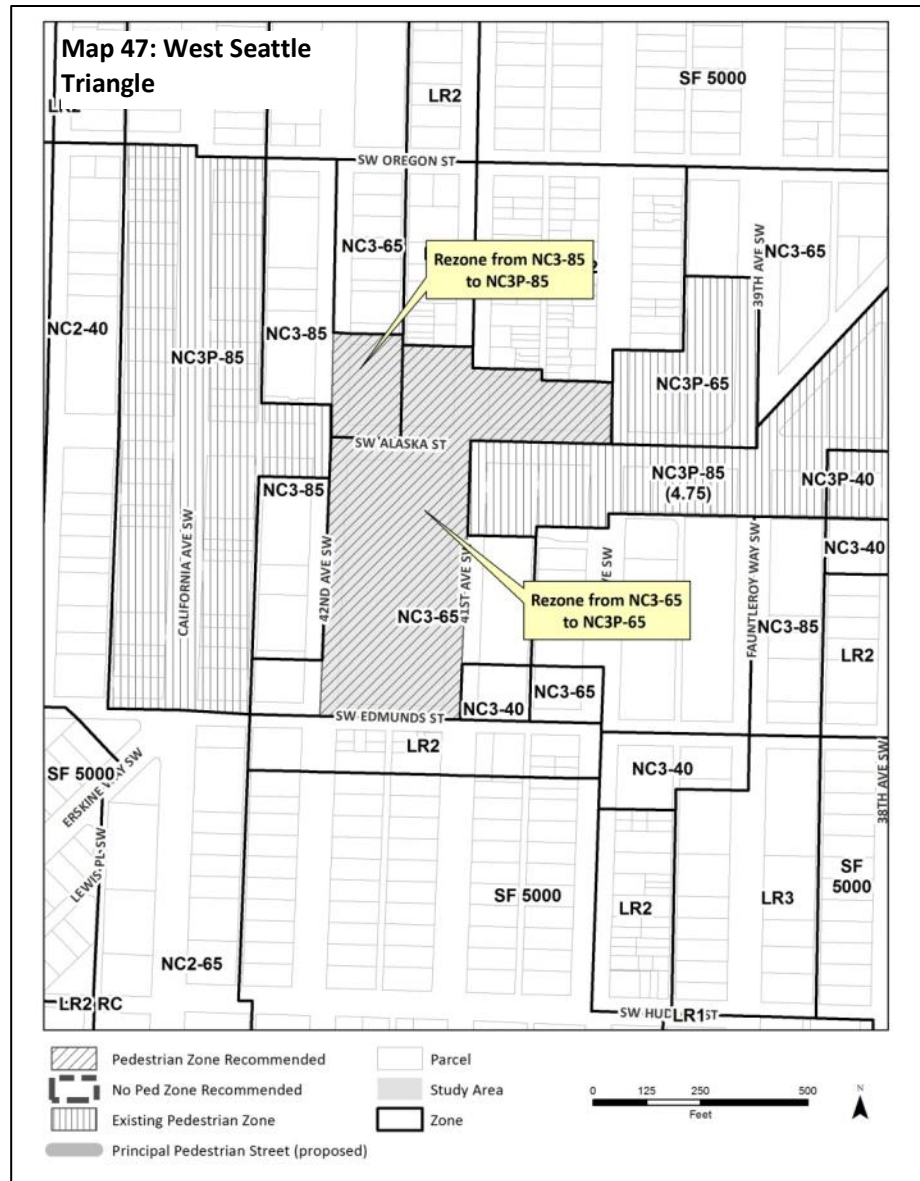 Map 47: West Seattle
Triangle
LR2
LR2
SF 5000
SW OREGON ST
NC3-65
Rezone from NC3-85
to NC3P-85
39TH AVE SW
NC3-65
NC2-40
NC3P-85
NC3-85
NC3P-65
SW ALASKA ST
NC3-85
NC3P-85
(4.75)
NC3P-40
CALIFORNIA AVE SW
42ND AVE SW
41ST AVE SW
NC3-65
Rezone from NC3-65
to NC3P-65
AVE SW
FAUNTLEROY WAY SW
NC3-40
NC3-85
LR2
NC3-65
NC3-40
SW EDMUNDS ST
LR2
SF 5000
ERSKINE WAY SW
LEWIS PL SW
NC3-40
38TH AVE SW
SF 5000
LR2
LR3
SF
5000
NC2-65
LR2 RC
SW HUD
LR1
ST
Pedestrian Zone Recommended
No Ped Zone Recommended
Existing Pedestrian Zone
Principal Pedestrian Street (proposed)
Parcel
Study Area
Zone
0 125 250 500
Feet
N